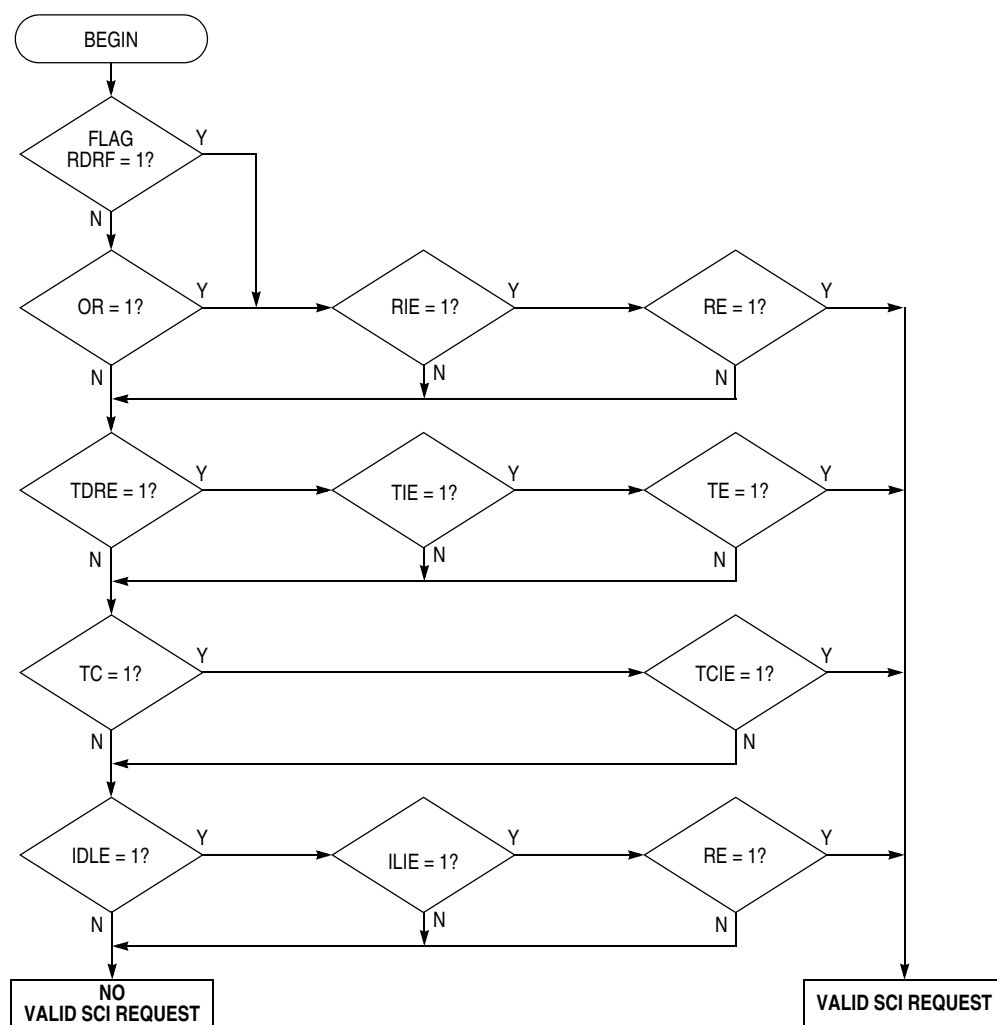 BEGIN
FLAG
RDRF = 1?
Y
N
OR = 1?
Y
RIE = 1?
Y
RE = 1?
Y
N
N
N
TDRE = 1?
Y
TIE = 1?
Y
TE = 1?
Y
N
N
N
TC = 1?
Y
TCIE = 1?
Y
N
N
IDLE = 1?
Y
ILIE = 1?
Y
RE = 1?
Y
N
N
N
NO
VALID SCI REQUEST
VALID SCI REQUEST